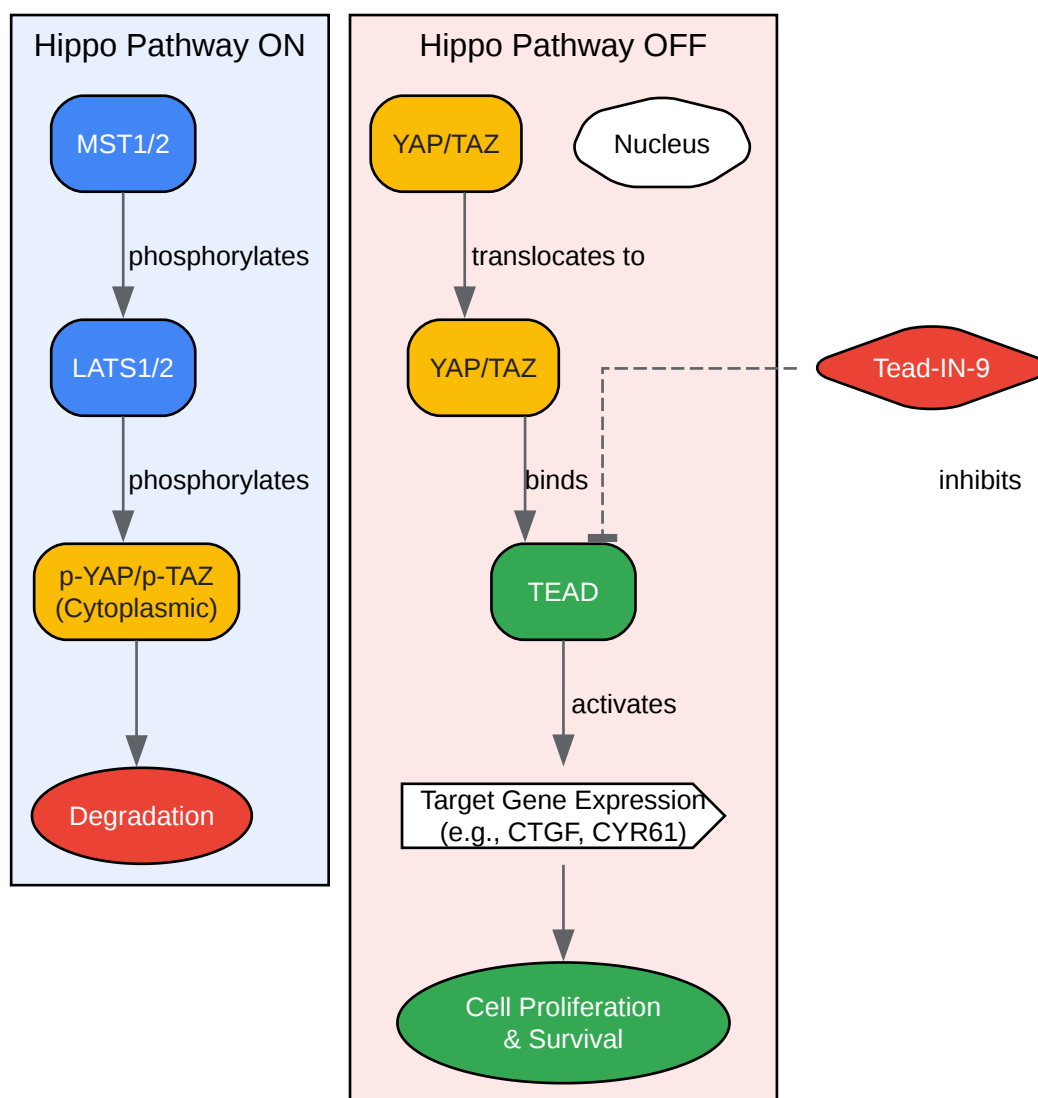 Hippo Pathway ON
MST1/2
phosphorylates
LATS1/2
phosphorylates
p-YAP/p-TAZ
(Cytoplasmic)
Degradation
Hippo Pathway OFF
YAP/TAZ
Nucleus
translocates to
YAP/TAZ
binds
TEAD
activates
Target Gene Expression
(e.g., CTGF, CYR61)
Cell Proliferation
& Survival
Tead-IN-9
inhibits